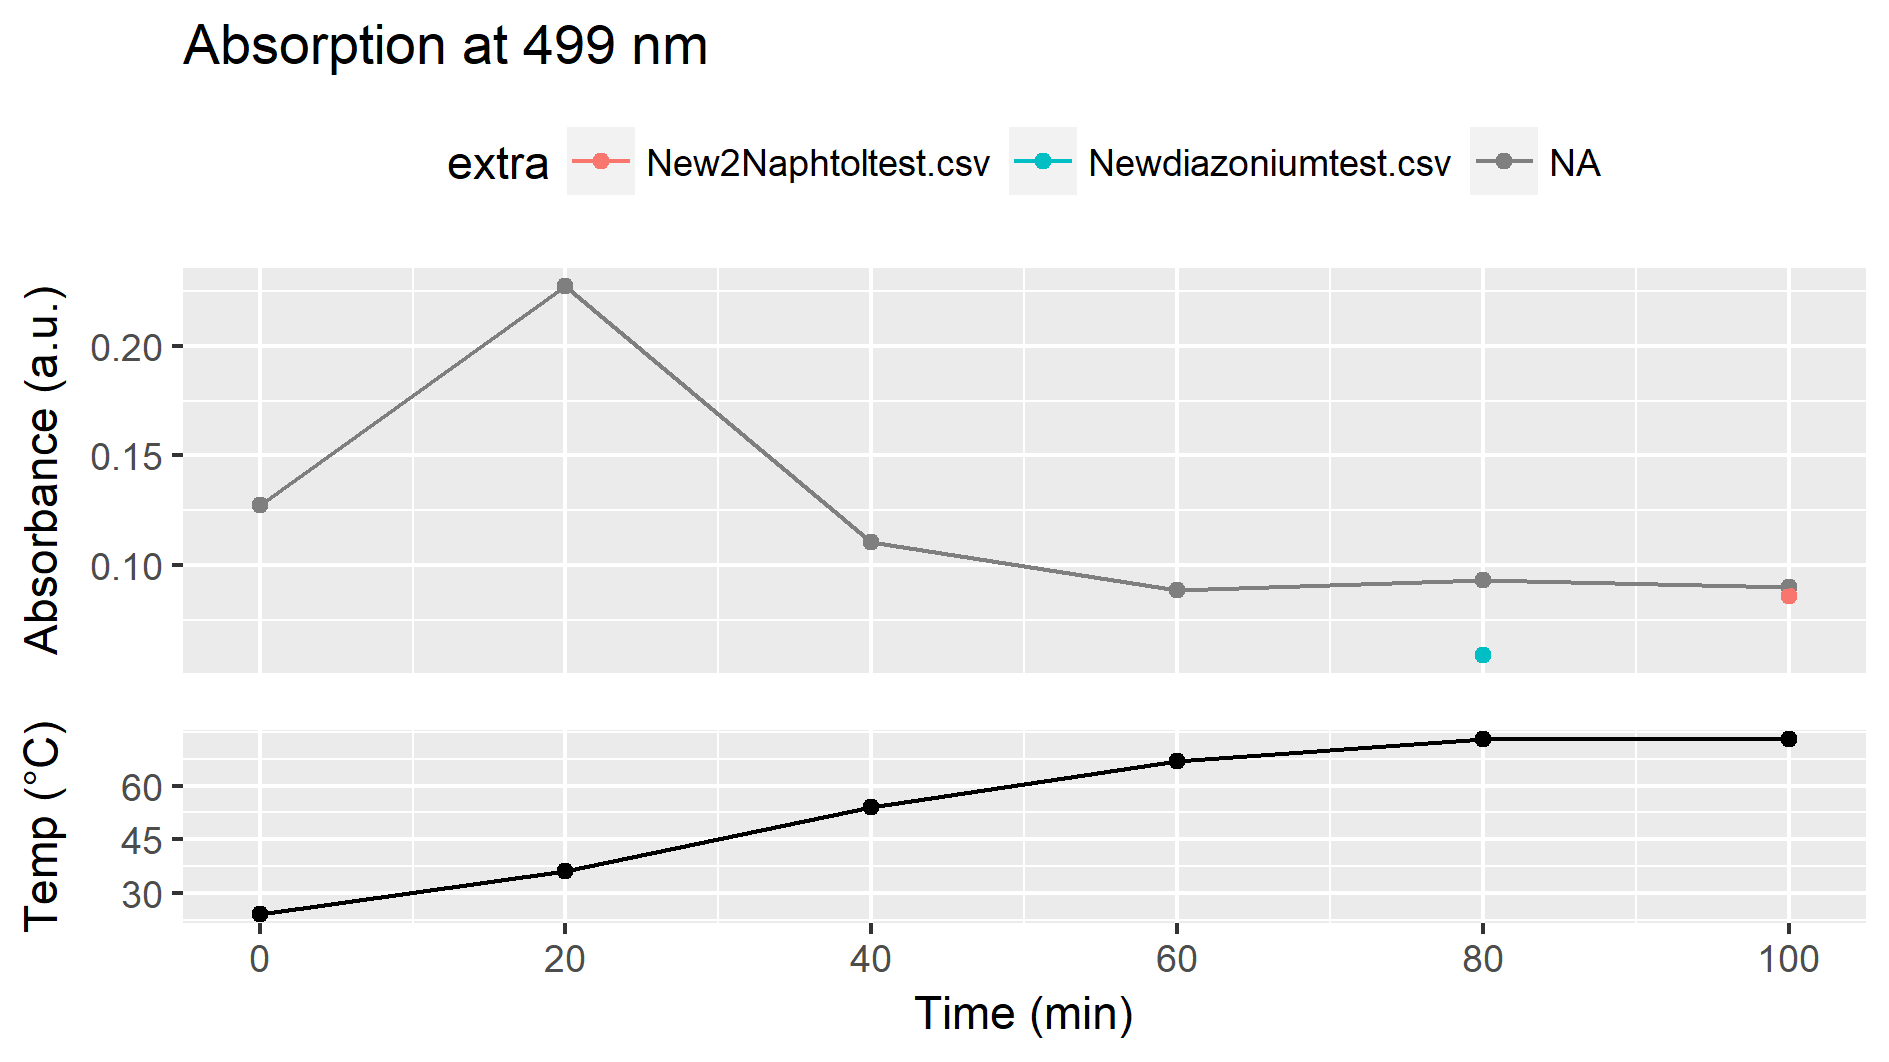 Absorption at 499 nm
extra New2Naphtoltest.csv Newdiazoniumtest.csv NA
Absorbance (a.u.)
0.20
0.15
0.10
Temp (°C)
60
45
30
0 20 40 60 80 100
Time (min)